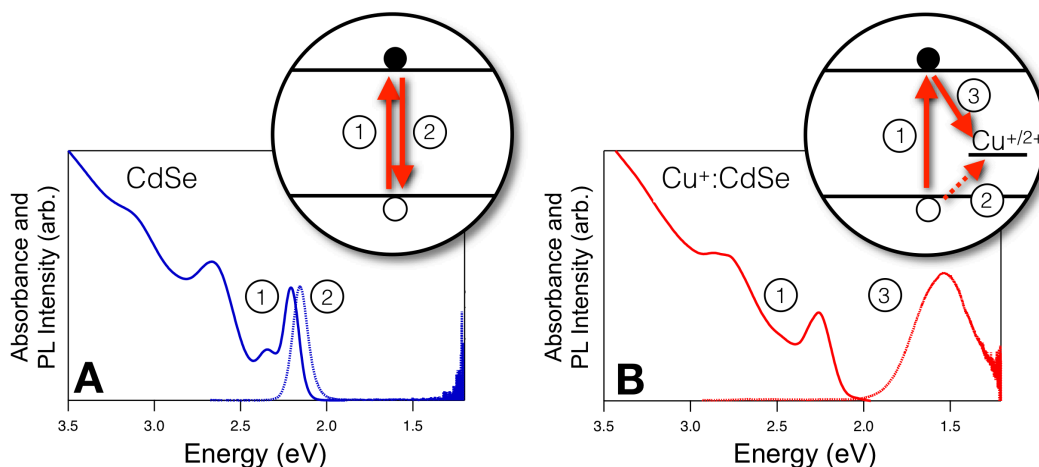 1
2
CdSe
Absorbance and
PL Intensity (arb.)
1
2
A
3.5
3.0
2.5
2.0
1.5
Energy (eV)
1
3
Cu+/2+
2
Cu⁺:CdSe
Absorbance and
PL Intensity (arb.)
1
3
B
3.5
3.0
2.5
2.0
1.5
Energy (eV)